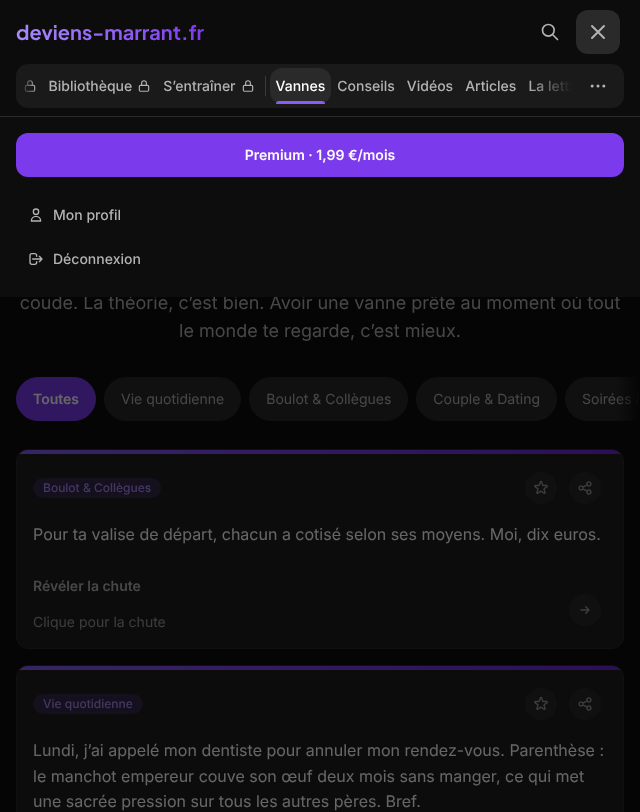 deviens-marrant.fr
Bibliothèque S’entraîner Vannes Conseils Vidéos Articles La lett
Premium · 1,99 €/mois
Mon profil
Déconnexion
coude. La théorie, c’est bien. Avoir une vanne prête au moment où tout
le monde te regarde, c’est mieux.
Toutes Vie quotidienne Boulot & Collègues Couple & Dating Soirées
Boulot & Collègues
Pour ta valise de départ, chacun a cotisé selon ses moyens. Moi, dix euros.
Révéler la chute
Clique pour la chute
Vie quotidienne
Lundi, j’ai appelé mon dentiste pour annuler mon rendez-vous. Parenthèse :
le manchot empereur couve son œuf deux mois sans manger, ce qui met
une sacrée pression sur tous les autres pères. Bref.